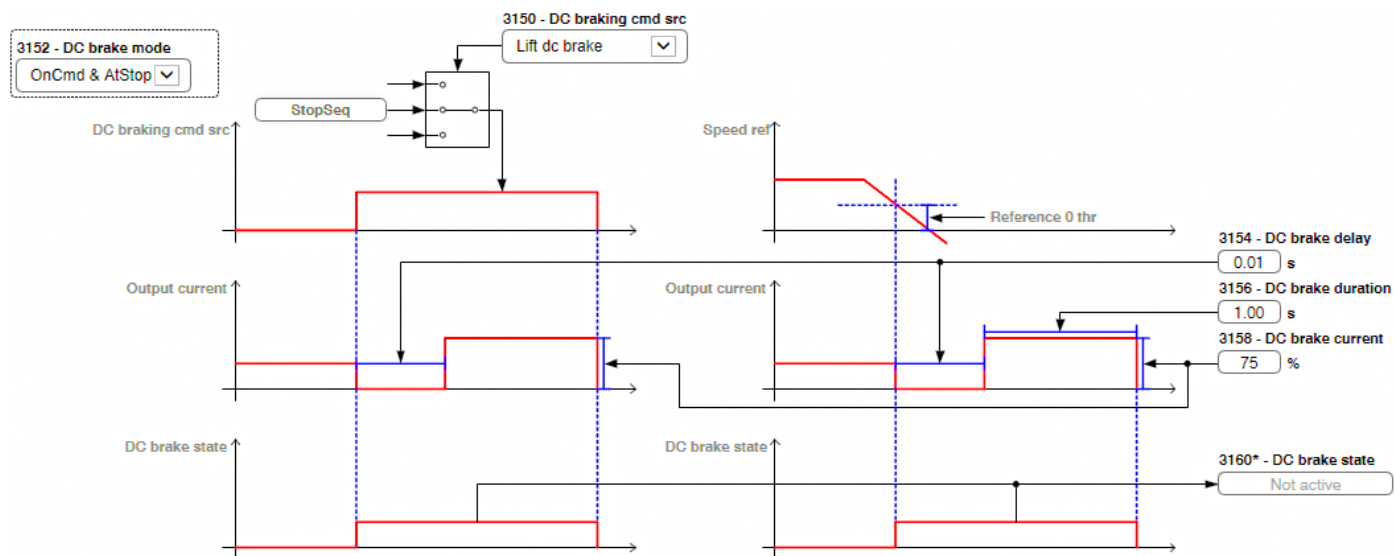 3150 - DC braking cmd src
Lift dc brake
3152 - DC brake mode
OnCmd & AtStop
StopSeq
DC braking cmd src
Speed ref
Reference 0 thr
3154 - DC brake delay
0.01 s
Output current
Output current
3156 - DC brake duration
1.00 s
3158 - DC brake current
75 %
DC brake state
DC brake state
3160* - DC brake state
Not active